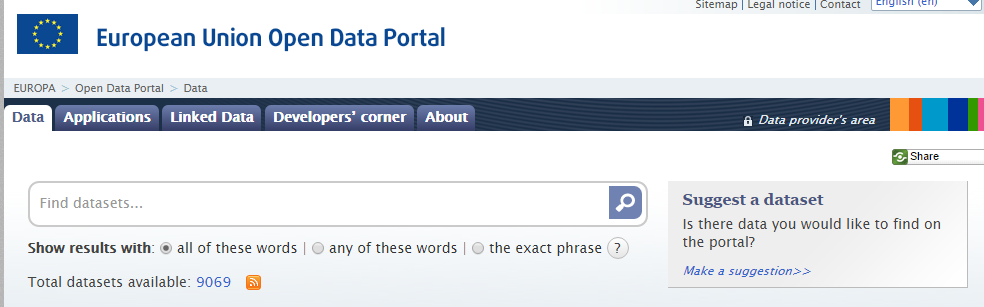 Sitemap | Legal notice | Contact English (en)
European Union Open Data Portal
EUROPA > Open Data Portal > Data
Data Applications Linked Data Developers' corner About Data provider's area
Share
Find datasets...
Show results with: all of these words | any of these words | the exact phrase ?
Total datasets available: 9069
Suggest a dataset
Is there data you would like to find on
the portal?
Make a suggestion>>